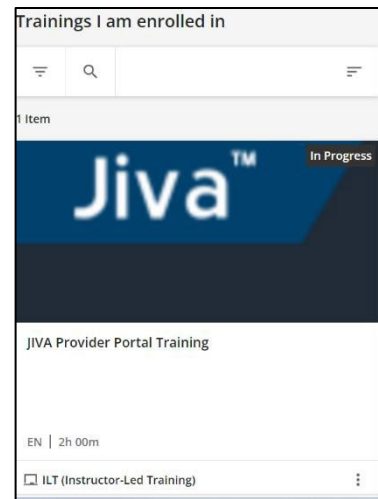 Trainings I am enrolled in
1 Item
In Progress
Jiva™
JIVA Provider Portal Training
EN | 2h 00m
ILT (Instructor-Led Training)